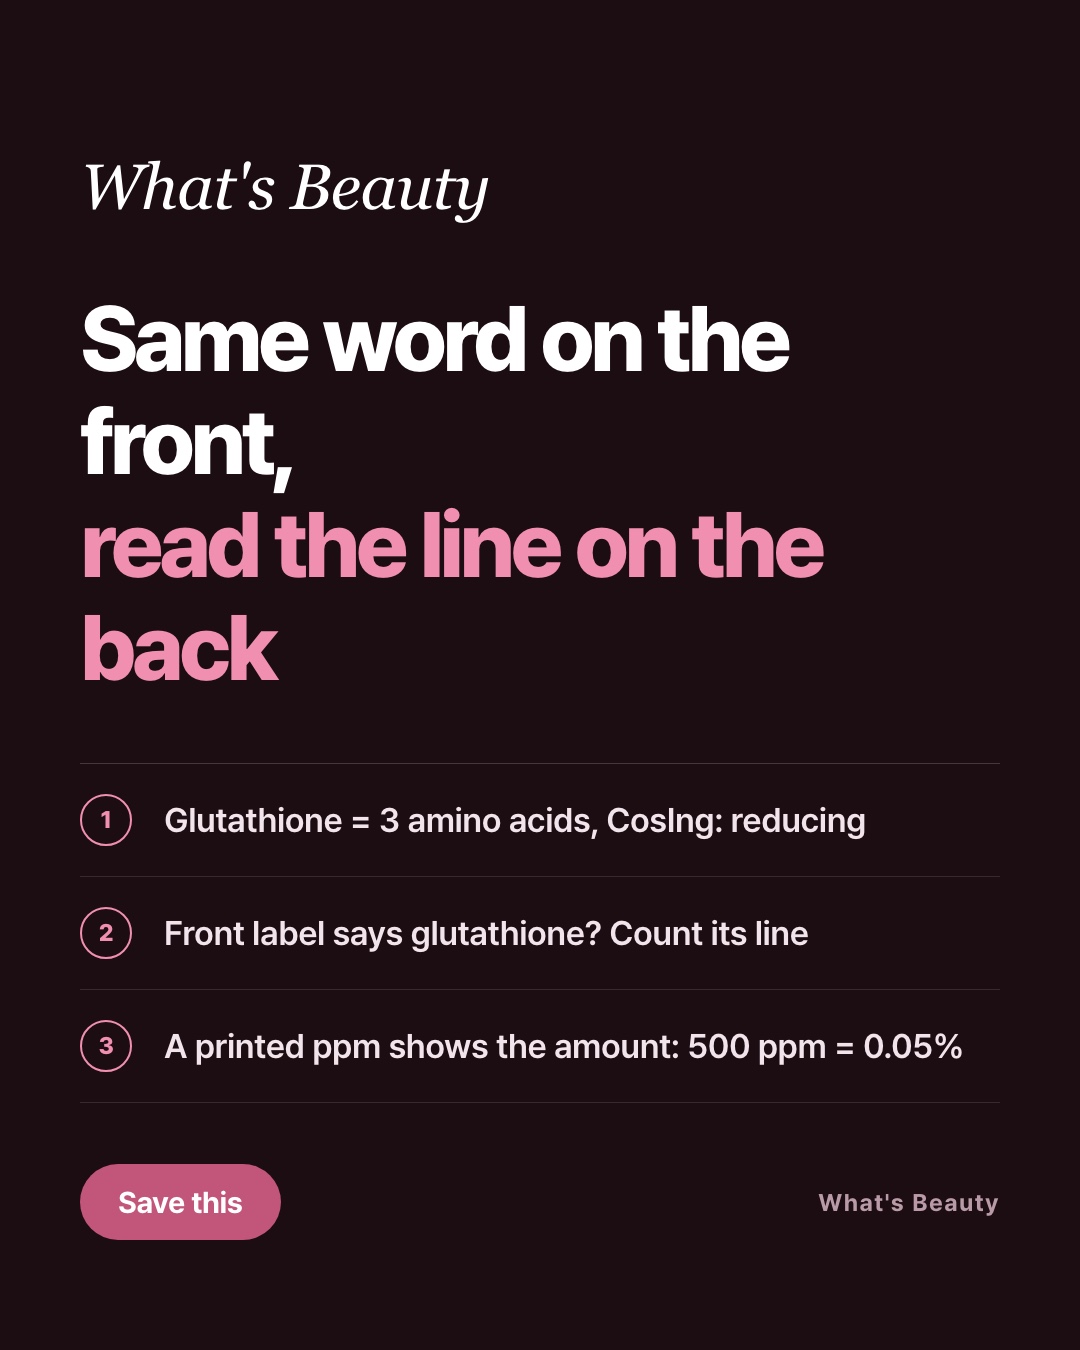 What's Beauty
Same word on the
front,
read the line on the
back
1 Glutathione = 3 amino acids, CosIng: reducing
2 Front label says glutathione? Count its line
3 A printed ppm shows the amount: 500 ppm = 0.05%
Save this
What's Beauty